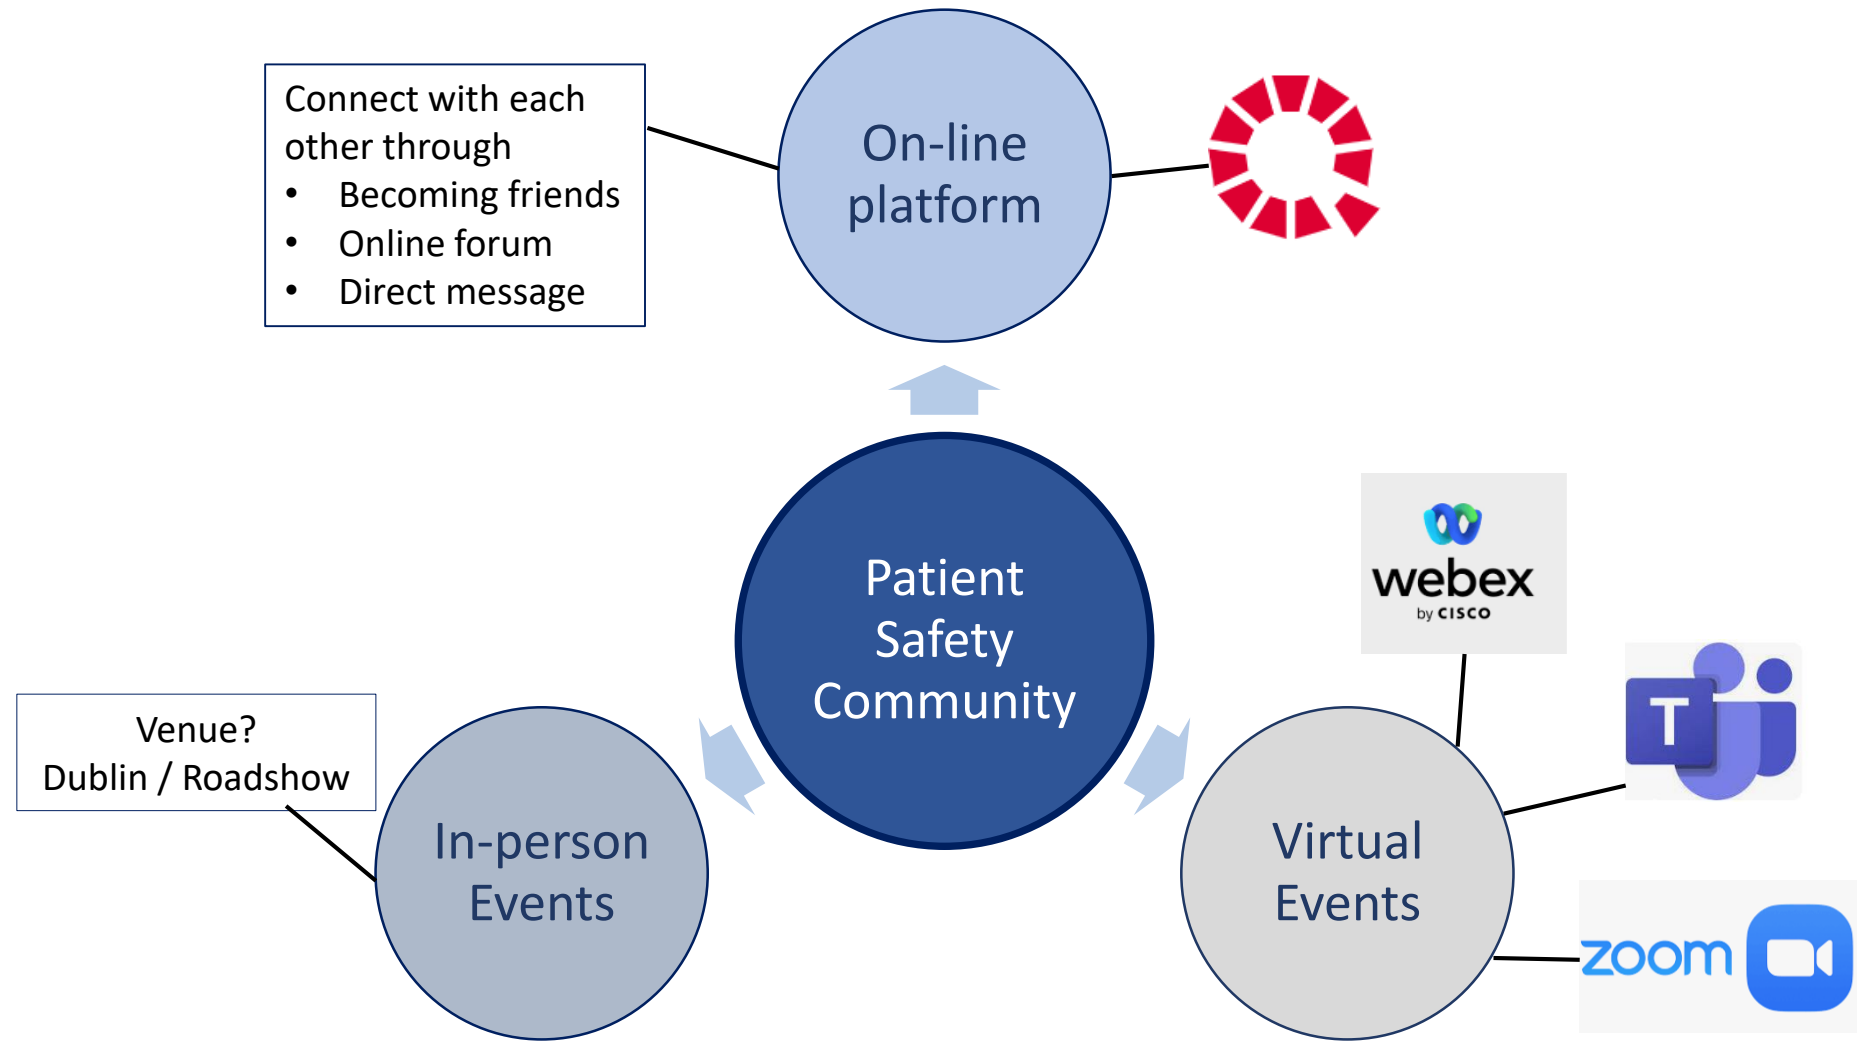 Connect with each
other through
• Becoming friends
• Online forum
• Direct message
On-line
platform
Patient
Safety
Community
webex
by CISCO
T
Venue?
Dublin / Roadshow
In-person
Events
Virtual
Events
zoom